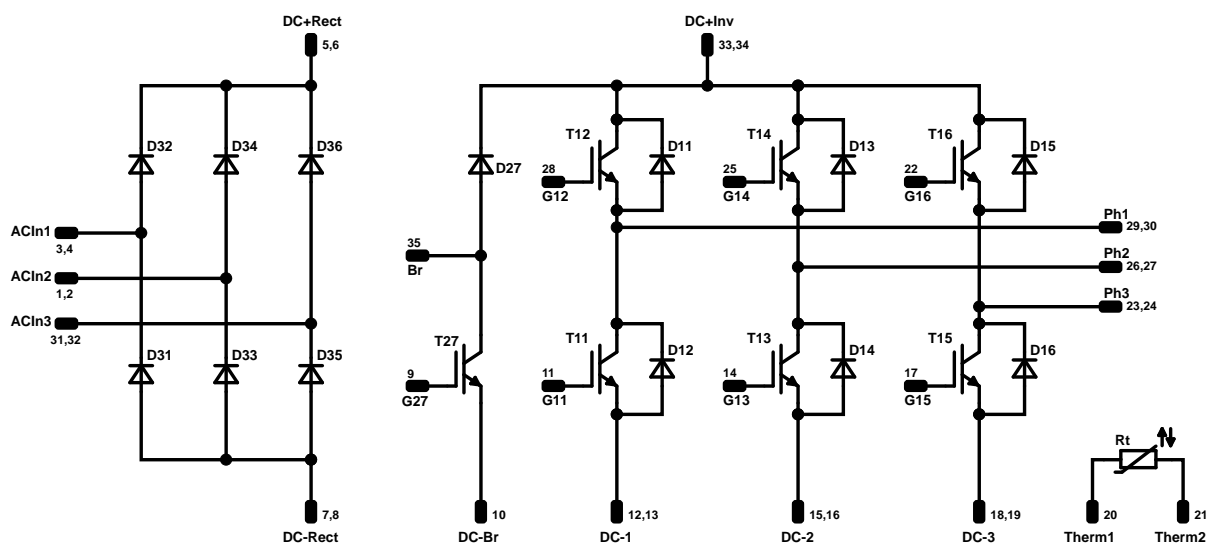 DC+Rect
5,6
DC+Inv
33,34
D32
D34
D36
D27
T12
D11
T14
D13
T16
D15
28
G12
25
G14
22
G16
ACIn1
3,4
ACIn2
1,2
ACIn3
31,32
35
Br
Ph1
29,30
Ph2
26,27
Ph3
23,24
D31
D33
D35
T27
T11
D12
T13
D14
T15
D16
9
G27
11
G11
14
G13
17
G15
Rt
7,8
DC-Rect
10
DC-Br
12,13
DC-1
15,16
DC-2
18,19
DC-3
20
Therm1
21
Therm2